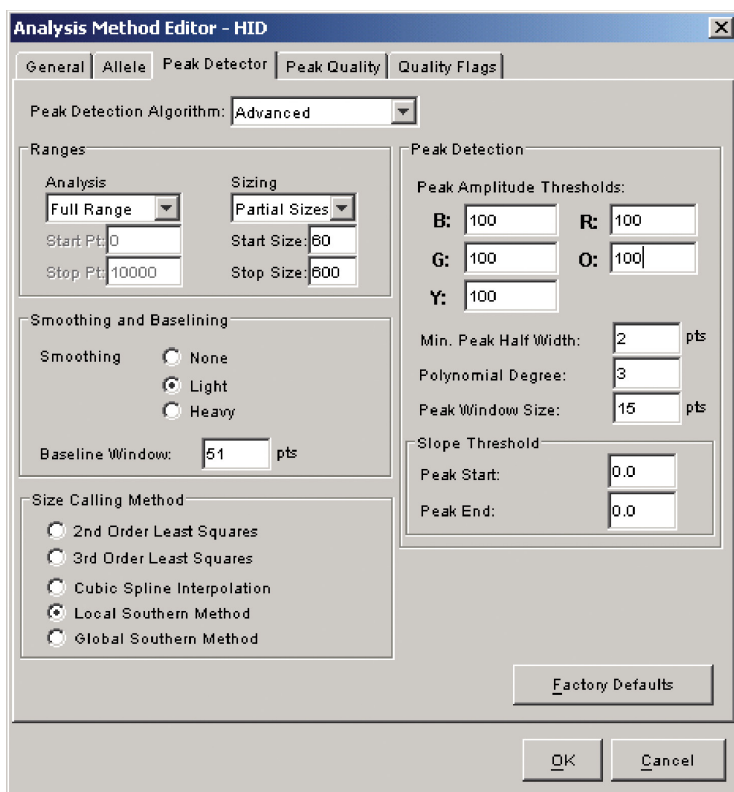 Analysis Method Editor - HID
General Allele Peak Detector Peak Quality Quality Flags
Peak Detection Algorithm: Advanced
Ranges
Analysis Sizing
Full Range Partial Sizes
Start Pt: 0 Start Size: 60
Stop Pt: 10000 Stop Size: 600
Smoothing and Baselining
Smoothing None
Light
Heavy
Baseline Window: 51 pts
Size Calling Method
2nd Order Least Squares
3rd Order Least Squares
Cubic Spline Interpolation
Local Southern Method
Global Southern Method
Peak Detection
Peak Amplitude Thresholds:
B: 100 R: 100
G: 100 O: 100
Y: 100
Min. Peak Half Width: 2 pts
Polynomial Degree: 3
Peak Window Size: 15 pts
Slope Threshold
Peak Start: 0.0
Peak End: 0.0
Factory Defaults
OK Cancel